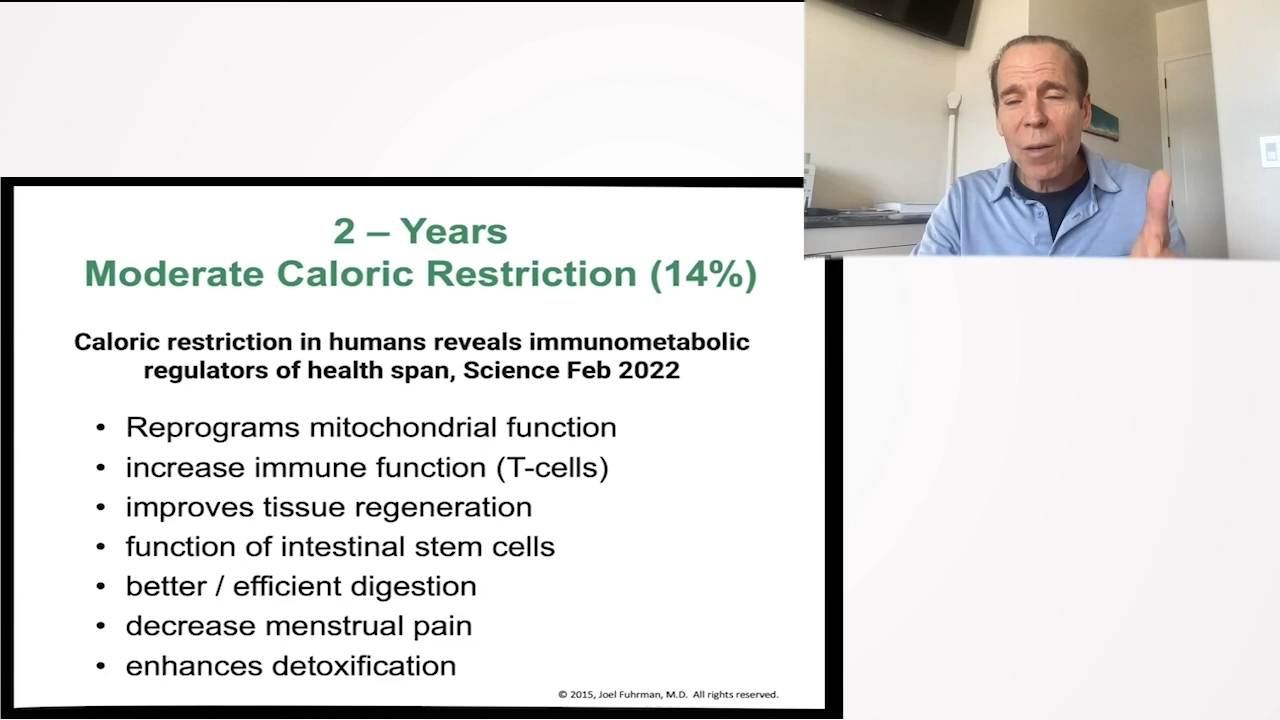 2 – Years
Moderate Caloric Restriction (14%)
Caloric restriction in humans reveals immunometabolic
regulators of health span, Science Feb 2022
• Reprograms mitochondrial function
• increase immune function (T-cells)
• improves tissue regeneration
• function of intestinal stem cells
• better / efficient digestion
• decrease menstrual pain
• enhances detoxification
© 2015, Joel Fuhrman, M.D. All rights reserved.